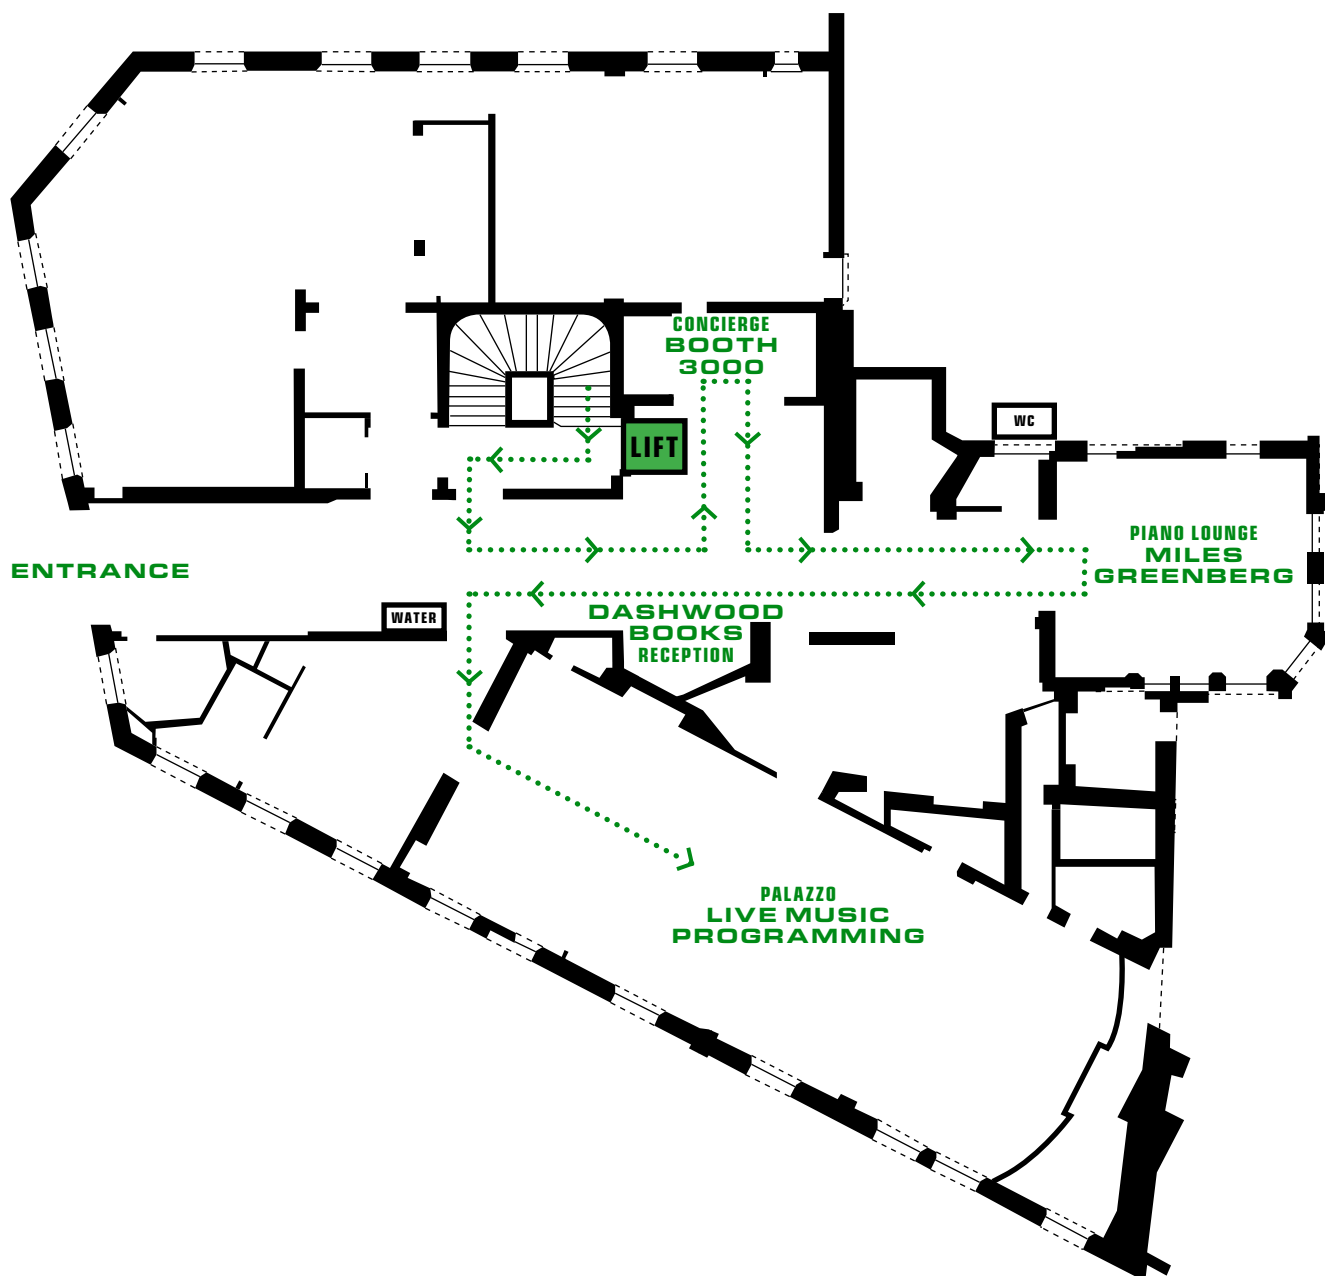 CONCIERGE
BOOTH
3000
LIFT
WC
PIANO LOUNGE
MILES
GREENBERG
ENTRANCE
WATER
DASHWOOD
BOOKS
RECEPTION
PALAZZO
LIVE MUSIC
PROGRAMMING